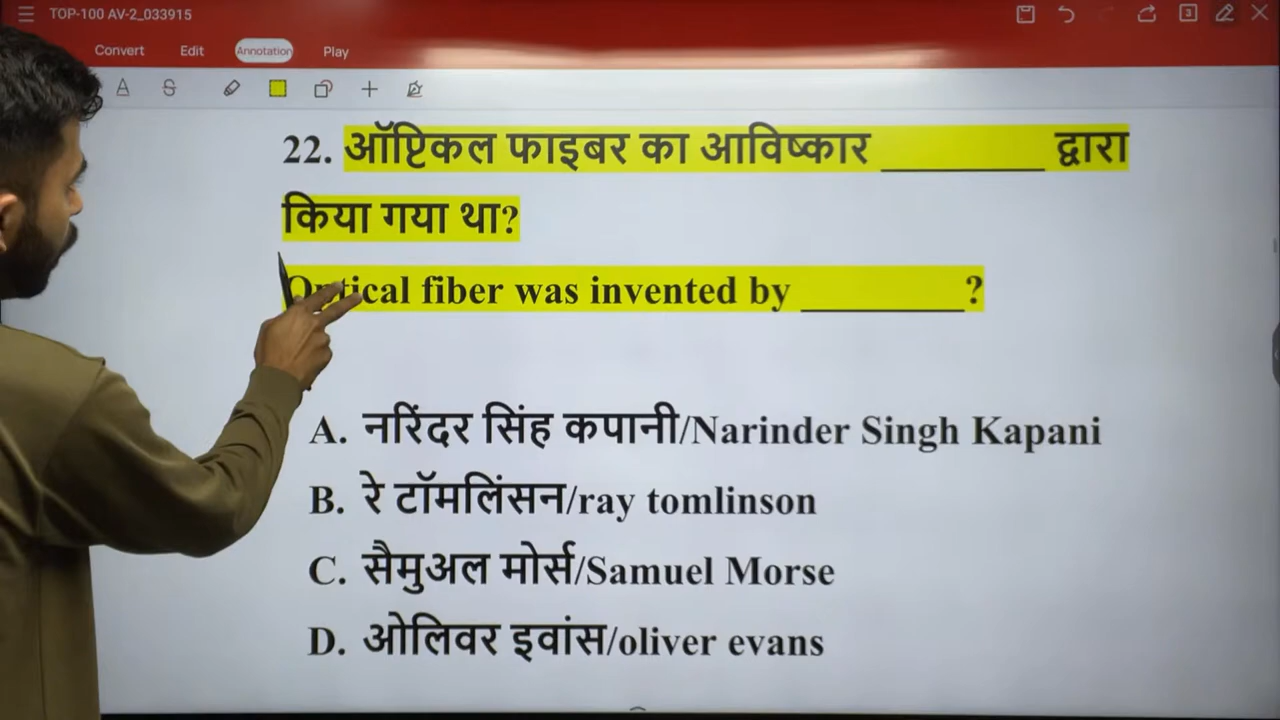 TOP-100 AV-2_033915
Convert Edit Annotation Play
22. ऑप्टिकल फाइबर का आविष्कार ________ द्वारा
किया गया था?
Optical fiber was invented by ________?
A. नरिंदर सिंह कपानी/Narinder Singh Kapani
B. रे टॉमलिंसन/ray tomlinson
C. सैमुअल मोर्स/Samuel Morse
D. ओलिवर इवांस/oliver evans